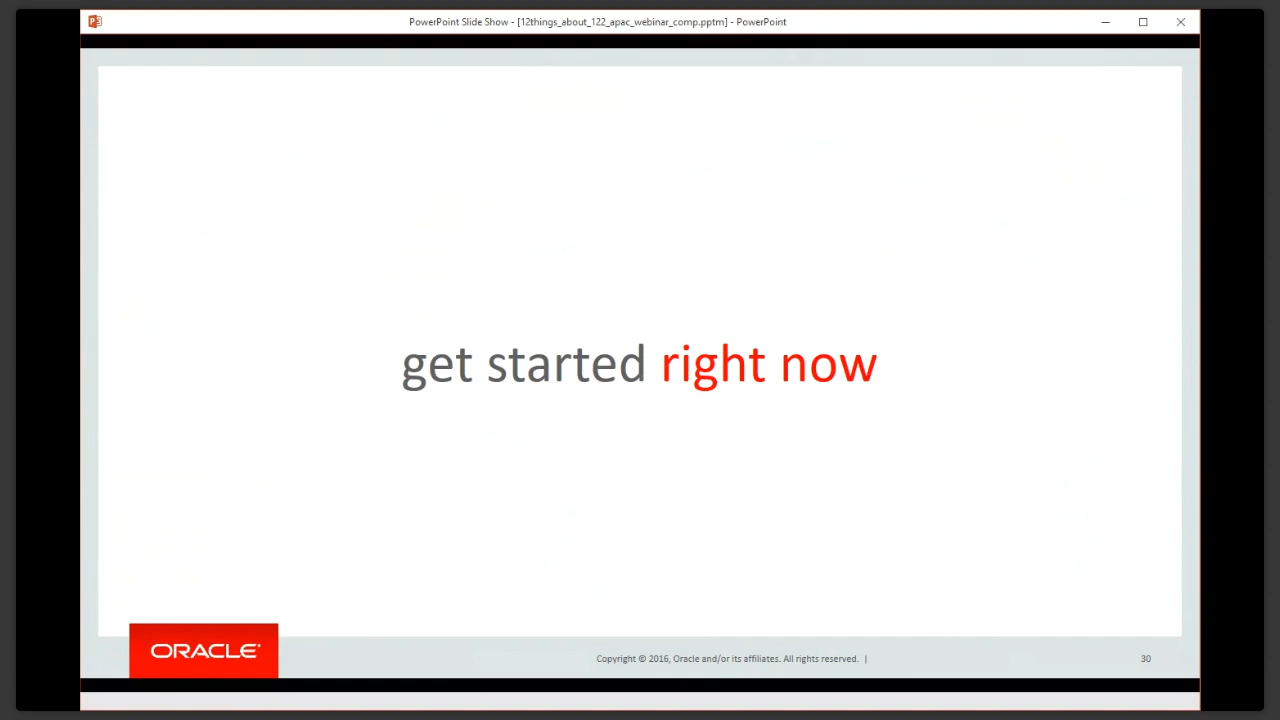 PowerPoint Slide Show - [12things_about_122_apac_webinar_comp.pptm] - PowerPoint
get started right now
ORACLE®
Copyright © 2016, Oracle and/or its affiliates. All rights reserved. |
30